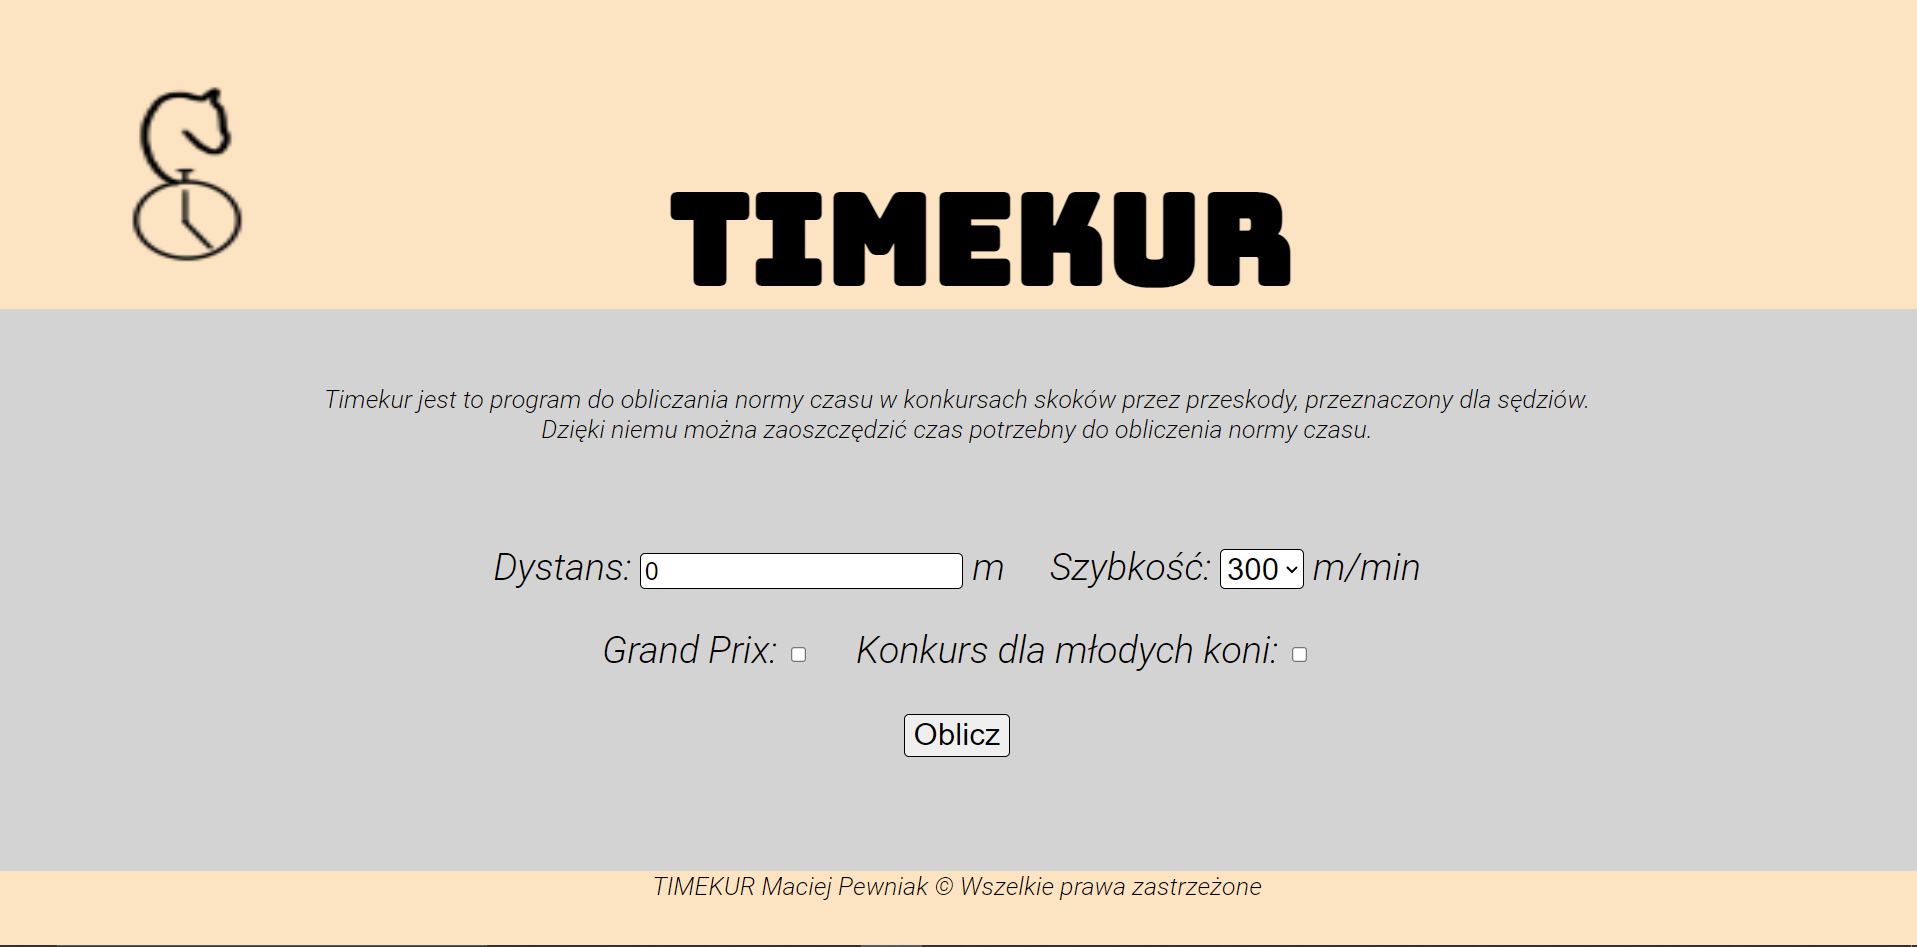 TIMEKUR
Timekur jest to program do obliczania normy czasu w konkursach skoków przez przeskody, przeznaczony dla sędziów.
Dzięki niemu można zaoszczędzić czas potrzebny do obliczenia normy czasu.
Dystans: 0 m Szybkość: 300 m/min
Grand Prix: Konkurs dla młodych koni:
Oblicz
TIMEKUR Maciej Pewniak © Wszelkie prawa zastrzeżone